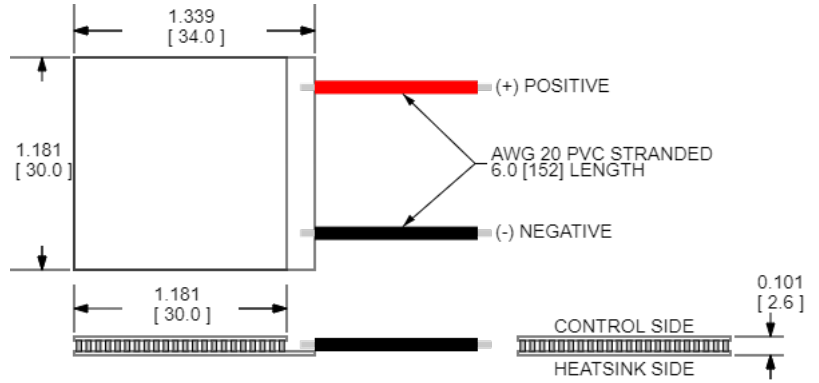 1.339
[ 34.0 ]
(+) POSITIVE
1.181
[ 30.0 ]
AWG 20 PVC STRANDED
6.0 [152] LENGTH
(-) NEGATIVE
1.181
[ 30.0 ]
0.101
[ 2.6 ]
CONTROL SIDE
HEATSINK SIDE